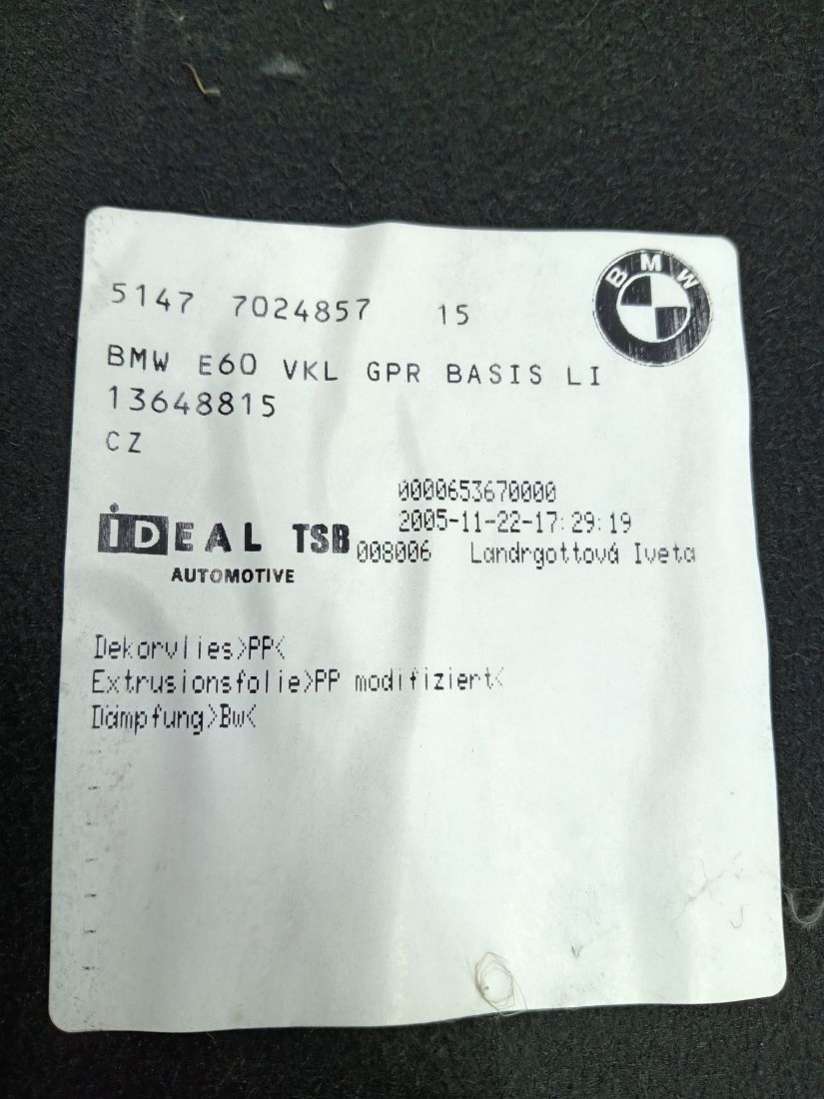 BMW
5147 7024857 15
BMW E60 VKL GPR BASIS LI
13648815
CZ
0000653670000
2005-11-22-17:29:19
IDEAL TSB 008006 Landrgottová Iveta
AUTOMOTIVE
Dekorvlies>PP<
Extrusionsfolie>PP modifiziert<
Dämpfung>Bw<